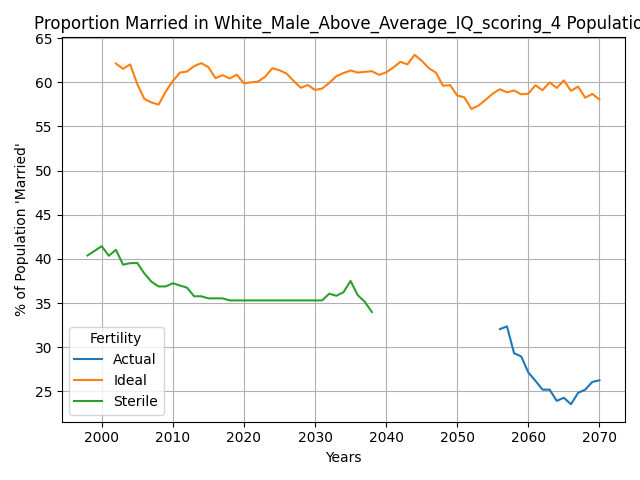 Proportion Married in White_Male_Above_Average_IQ_scoring_4 Populatio
% of Population 'Married'
65
60
55
50
45
40
35
30
25
Fertility
Actual
Ideal
Sterile
2000 2010 2020 2030 2040 2050 2060 2070
Years